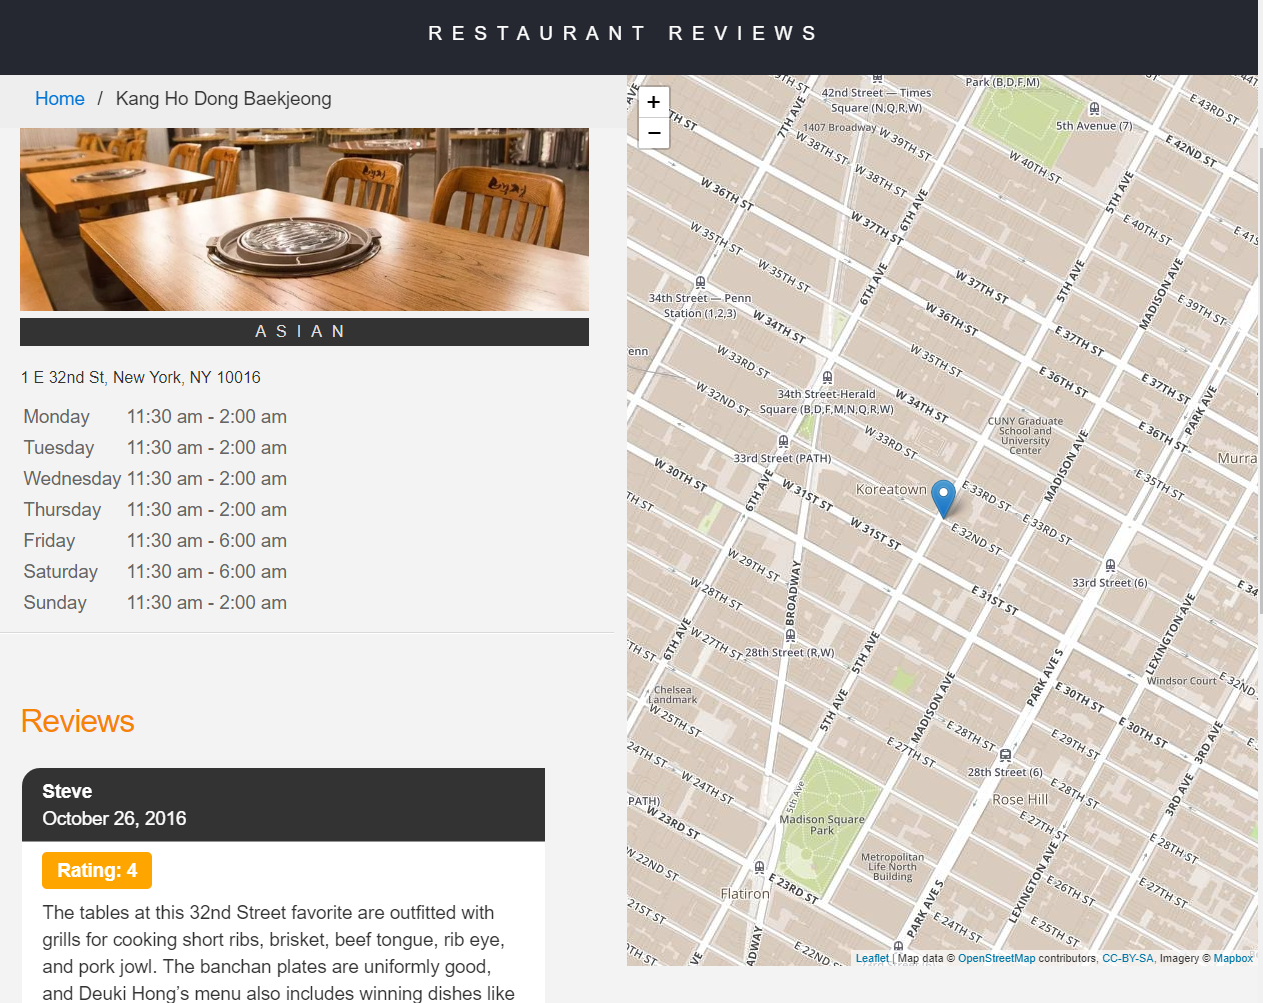 RESTAURANT REVIEWS
Home / Kang Ho Dong Baekjeong
ASIAN
1 E 32nd St, New York, NY 10016
Monday 11:30 am - 2:00 am
Tuesday 11:30 am - 2:00 am
Wednesday 11:30 am - 2:00 am
Thursday 11:30 am - 2:00 am
Friday 11:30 am - 6:00 am
Saturday 11:30 am - 6:00 am
Sunday 11:30 am - 2:00 am
Reviews
Steve
October 26, 2016
Rating: 4
The tables at this 32nd Street favorite are outfitted with
grills for cooking short ribs, brisket, beef tongue, rib eye,
and pork jowl. The banchan plates are uniformly good,
and Deuki Hong’s menu also includes winning dishes like
+
−
42nd Street — Times
Square (N,Q,R,W)
Park (B,D,F,M)
5th Avenue (7)
1407 Broadway
7TH AVE
W 38TH ST
W 39TH ST
W 40TH ST
E 43RD ST
E 42ND ST
5TH AVE
W 36TH ST
W 37TH ST
W 38TH ST
6TH AVE
E 40TH ST
W 35TH ST
W 35TH ST
6TH AVE
W 37TH ST
5TH AVE
MADISON AVE
E 39TH ST
34th Street — Penn
Station (1,2,3)
W 34TH ST
W 36TH ST
E 37TH ST
W 33RD ST
W 35TH ST
E 36TH ST
E 37TH ST
PARK AVE
34th Street-Herald
Square (B,D,F,M,N,Q,R,W)
W 32ND ST
W 34TH ST
CUNY Graduate
School and
University
Center
E 36TH ST
W 33RD ST
33rd Street (PATH)
MADISON AVE
Murra
W 30TH ST
W 31ST ST
6TH AVE
Koreatown
E 33RD ST
E 33RD ST
E 35TH ST
W 31ST ST
E 32ND ST
W 29TH ST
BROADWAY
33rd Street (6)
W 28TH ST
E 31ST ST
E 34
W 27TH ST
6TH AVE
28th Street (R,W)
5TH AVE
LEXINGTON AVE
Windsor Court
E 32ND
Chelsea
Landmark
W 25TH ST
5TH AVE
MADISON AVE
PARK AVE S
E 30TH ST
E 30TH ST
3RD AVE
24TH ST
W 24TH ST
E 27TH ST
E 28TH ST
E 29TH ST
28th Street (6)
E 28TH ST
3RD AVE
PATH)
W 23RD ST
5th Ave
Madison Square
Park
Rose Hill
E 27TH ST
E 28TH ST
W 22ND ST
Metropolitan
Life North
Building
LEXINGTON AVE
E 26TH ST
E 27TH ST
21ST ST
Flatiron
E 23RD ST
PARK AVE S
E 24TH ST
E 25TH ST
E 22ND ST
Leaflet | Map data © OpenStreetMap contributors, CC-BY-SA, Imagery © Mapbox